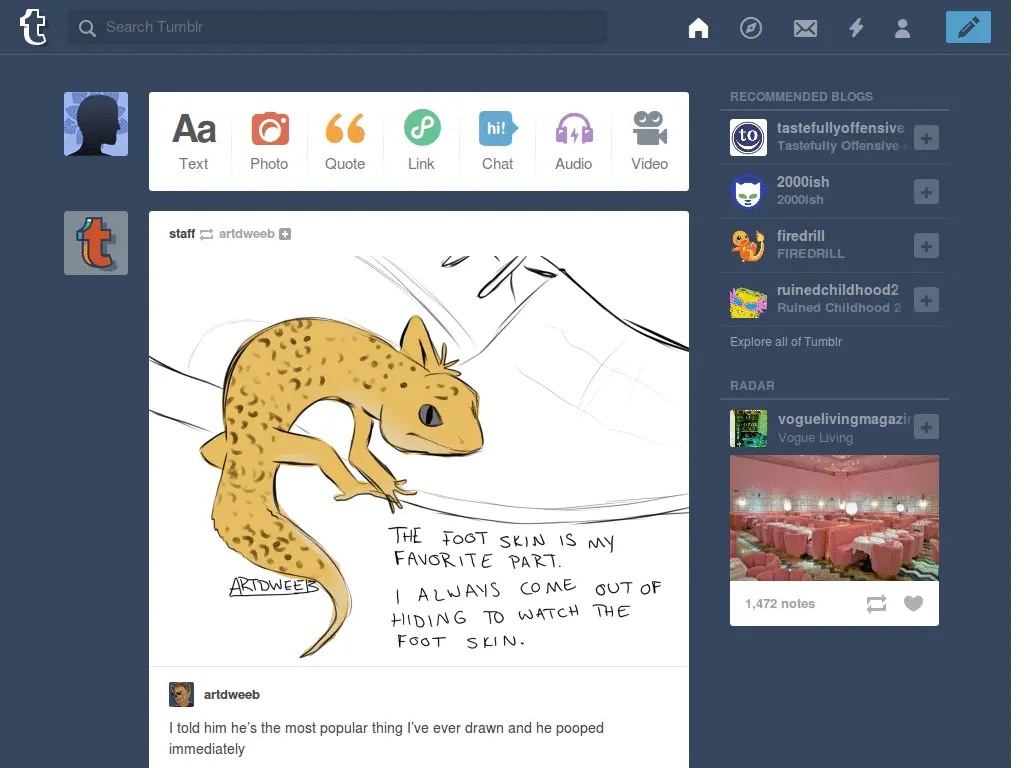 t
Search Tumblr
Aa
Text
Photo
Quote
Link
hi!
Chat
Audio
Video
staff artdweeb
THE FOOT SKIN IS MY
FAVORITE PART.
I ALWAYS COME OUT OF
HIDING TO WATCH THE
FOOT SKIN.
ARTDWEEB
artdweeb
I told him he's the most popular thing I've ever drawn and he pooped
immediately
RECOMMENDED BLOGS
to
tastefullyoffensive
Tastefully Offensive
2000ish
2000ish
firedrill
FIREDRILL
ruinedchildhood2
Ruined Childhood 2
Explore all of Tumblr
RADAR
voguelivingmagazin
Vogue Living
1,472 notes